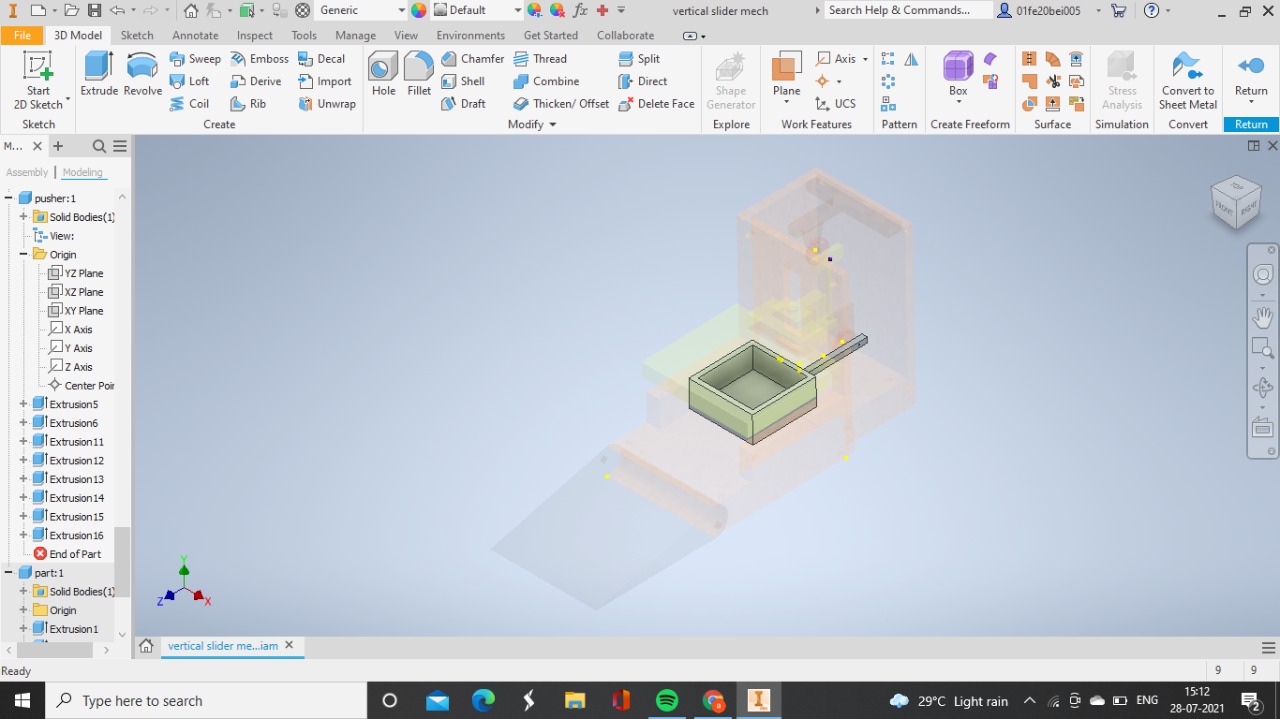 Generic
Default
fx
vertical slider mech
Search Help & Commands...
01fe20bei005
File
3D Model
Sketch
Annotate
Inspect
Tools
Manage
View
Environments
Get Started
Collaborate
Start
2D Sketch
Sketch
Extrude
Revolve
Sweep
Emboss
Decal
Loft
Derive
Import
Coil
Rib
Unwrap
Create
Hole
Fillet
Chamfer
Thread
Split
Shell
Combine
Direct
Draft
Thicken/ Offset
Delete Face
Modify
Shape
Generator
Explore
Plane
Axis
UCS
Work Features
Pattern
Box
Create Freeform
Surface
Stress
Analysis
Simulation
Convert to
Sheet Metal
Convert
Return
Return
M...
Assembly
Modeling
pusher:1
Solid Bodies(1)
View:
Origin
YZ Plane
XZ Plane
XY Plane
X Axis
Y Axis
Z Axis
Center Poir
Extrusion5
Extrusion6
Extrusion11
Extrusion12
Extrusion13
Extrusion14
Extrusion15
Extrusion16
End of Part
part:1
Solid Bodies(1)
Origin
Extrusion1
TOP
FRONT
RIGHT
Y
Z
X
vertical slider me...iam
Ready
9
9
Type here to search
29°C Light rain
ENG
15:12
28-07-2021
2